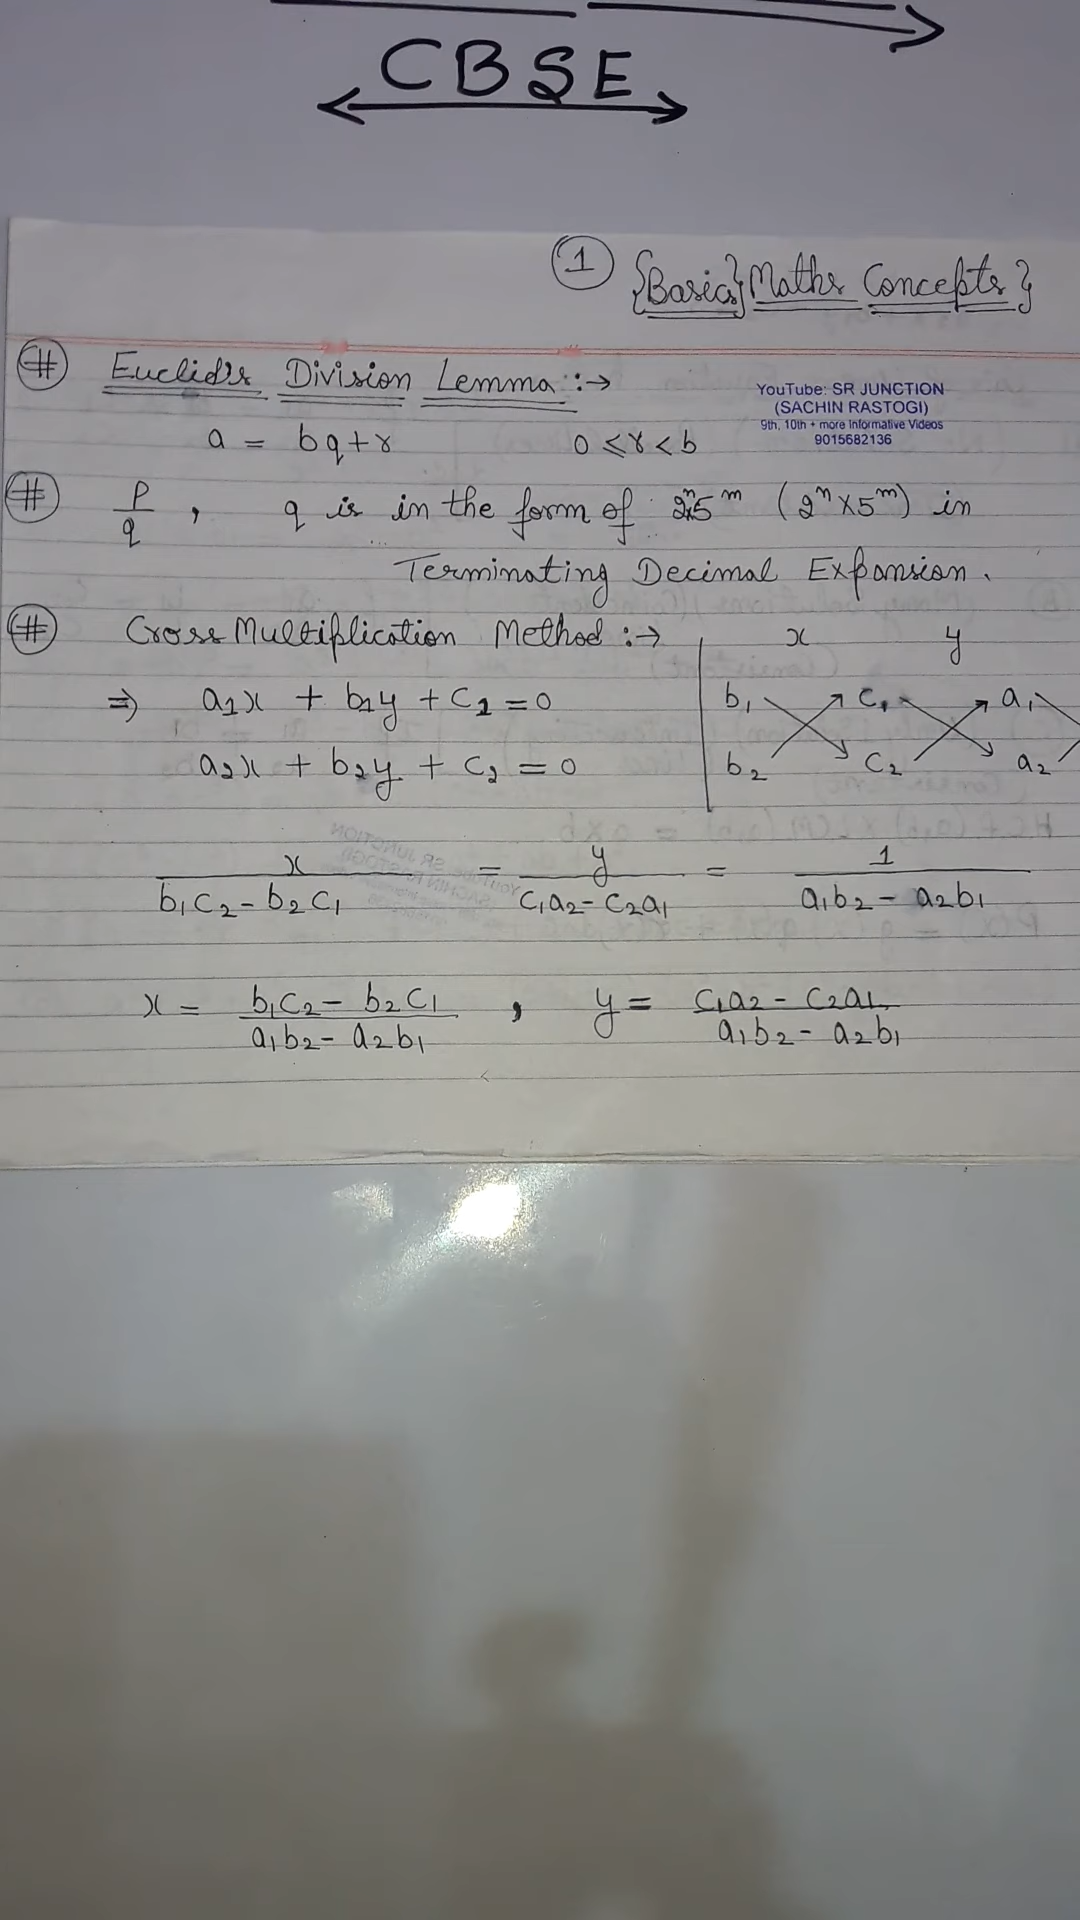 CBSE
① {Basics} Maths Concepts}
# Euclid's Division Lemma :→
YouTube: SR JUNCTION
(SACHIN RASTOGI)
9th, 10th + more Informative Videos
9015682136
a = bq+r    0 ≤ r < b
# p/q , q is in the form of 2ⁿ×5ᵐ (2ⁿ×5ᵐ) in
Terminating Decimal Expansion.
# Cross Multiplication Method :→
x y
⇒ a₁x + b₁y + c₁ = 0
b₁ c₁ a₁
a₂x + b₂y + c₂ = 0
b₂ c₂ a₂
x/(b₁c₂ - b₂c₁) = y/(c₁a₂ - c₂a₁) = 1/(a₁b₂ - a₂b₁)
x = (b₁c₂ - b₂c₁)/(a₁b₂ - a₂b₁) , y = (c₁a₂ - c₂a₁)/(a₁b₂ - a₂b₁)